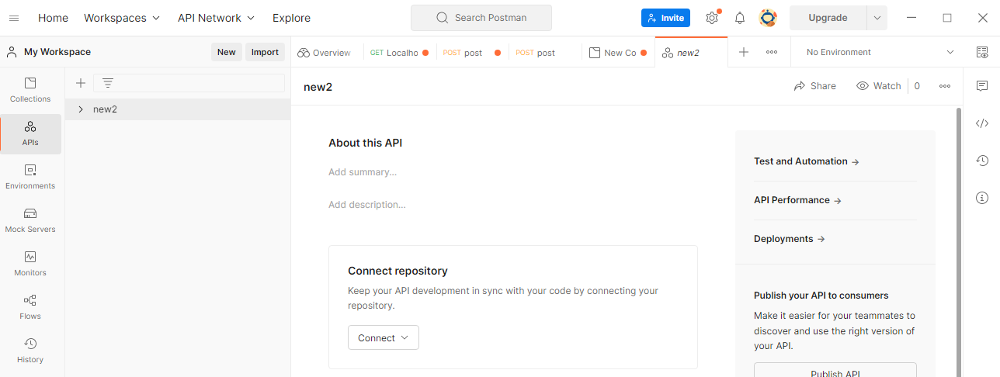 Home Workspaces API Network Explore Search Postman Invite Upgrade
My Workspace New Import Overview GET Localho POST post POST post New Co new2 No Environment
Collections
APIs
Environments
Mock Servers
Monitors
Flows
History
new2
new2 Share Watch 0
About this API
Add summary...
Add description...
Connect repository
Keep your API development in sync with your code by connecting your
repository.
Connect
Test and Automation →
API Performance →
Deployments →
Publish your API to consumers
Make it easier for your teammates to
discover and use the right version of
your API.
Publish API